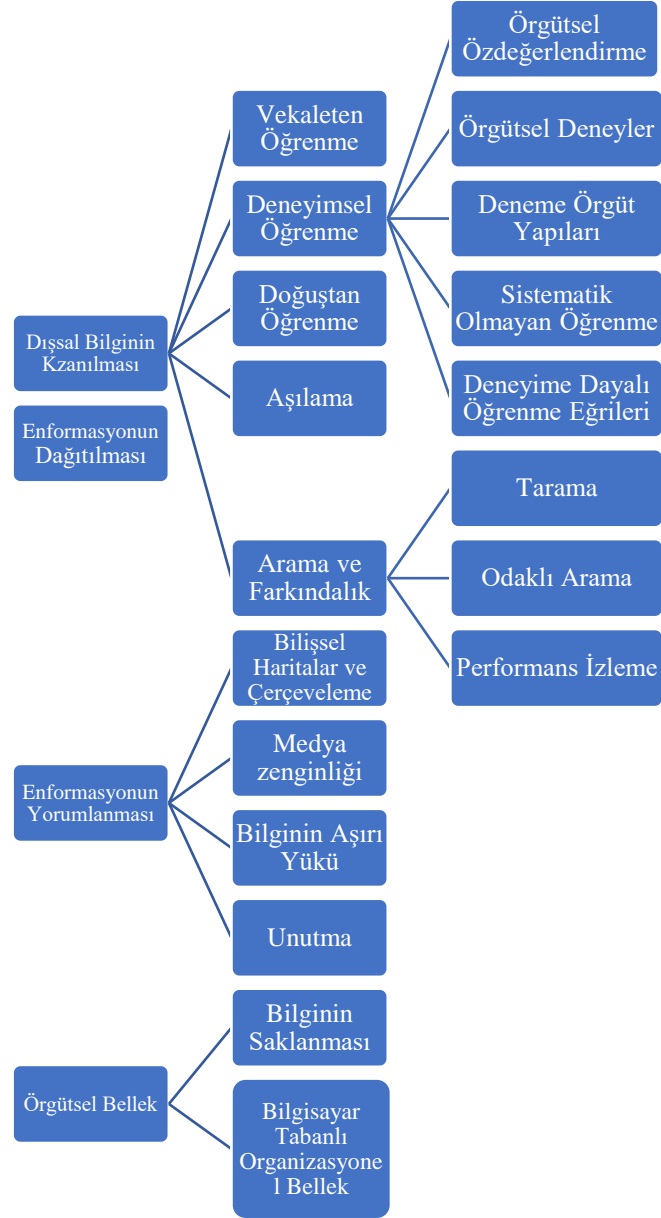 Örgütsel
Özdeğerlendirme
Vekaleten
Öğrenme
Örgütsel Deneyler
Deneyimsel
Öğrenme
Deneme Örgüt
Yapıları
Doğuştan
Öğrenme
Sistematik
Olmayan Öğrenme
Dışsal Bilginin
Kzanılması
Aşılama
Deneyime Dayalı
Öğrenme Eğrileri
Enformasyonun
Dağıtılması
Tarama
Arama ve
Farkındalık
Odaklı Arama
Bilişsel
Haritalar ve
Çerçeveleme
Performans İzleme
Medya
zenginliği
Enformasyonun
Yorumlanması
Bilginin Aşırı
Yükü
Unutma
Bilginin
Saklanması
Örgütsel Bellek
Bilgisayar
Tabanlı
Organizasyone
l Bellek